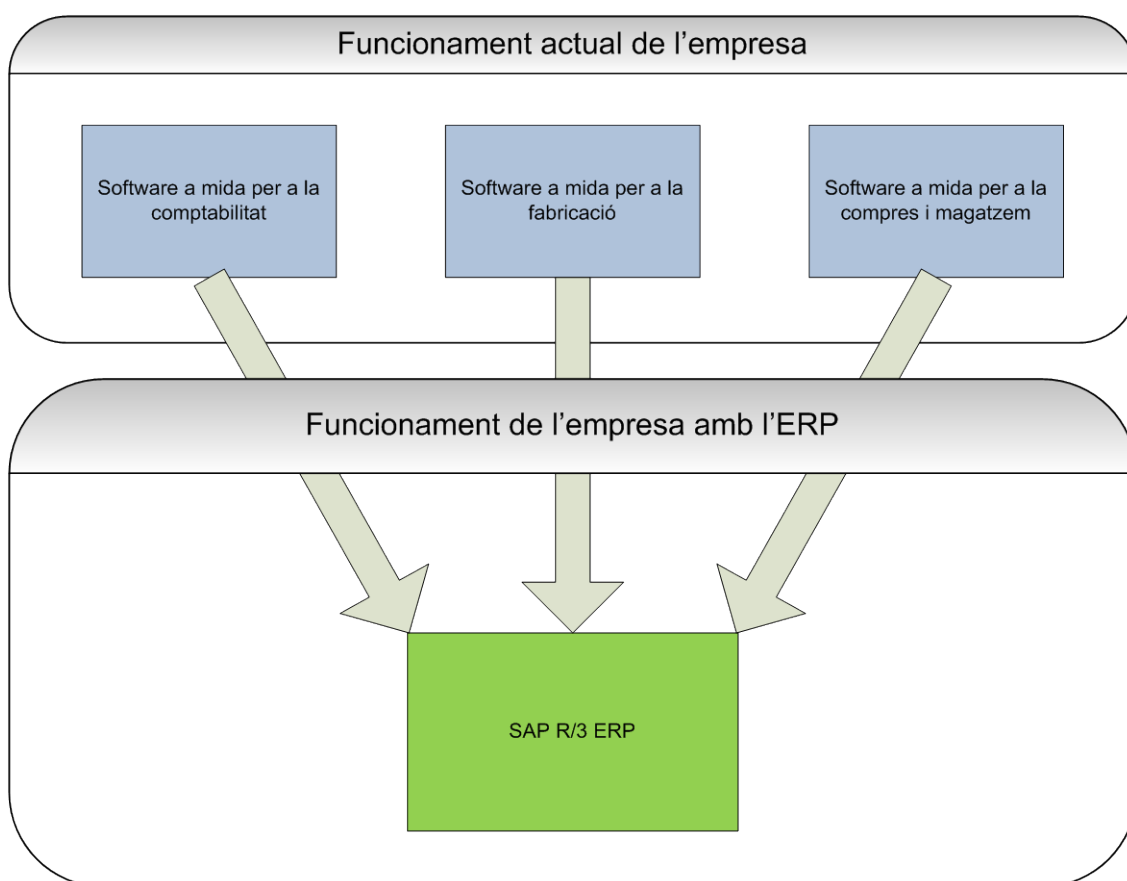 Funcionament actual de l’empresa
Software a mida per a la
comptabilitat
Software a mida per a la
fabricació
Software a mida per a la
compres i magatzem
Funcionament de l’empresa amb l’ERP
SAP R/3 ERP